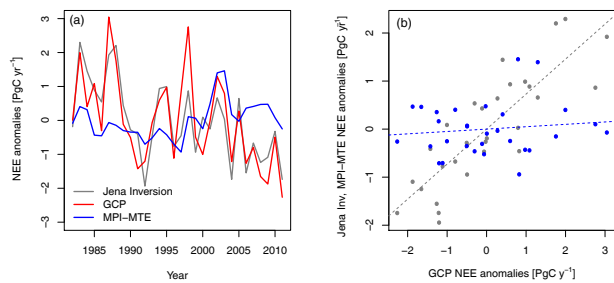 (a)
NEE anomalies [PgC yr⁻¹]
3
2
1
0
−1
−2
−3
Jena Inversion
GCP
MPI−MTE
1985 1990 1995 2000 2005 2010
Year
(b)
Jena Inv, MPI−MTE NEE anomalies [PgC yr⁻¹]
2
1
0
−1
−2
−2 −1 0 1 2 3
GCP NEE anomalies [PgC y⁻¹]